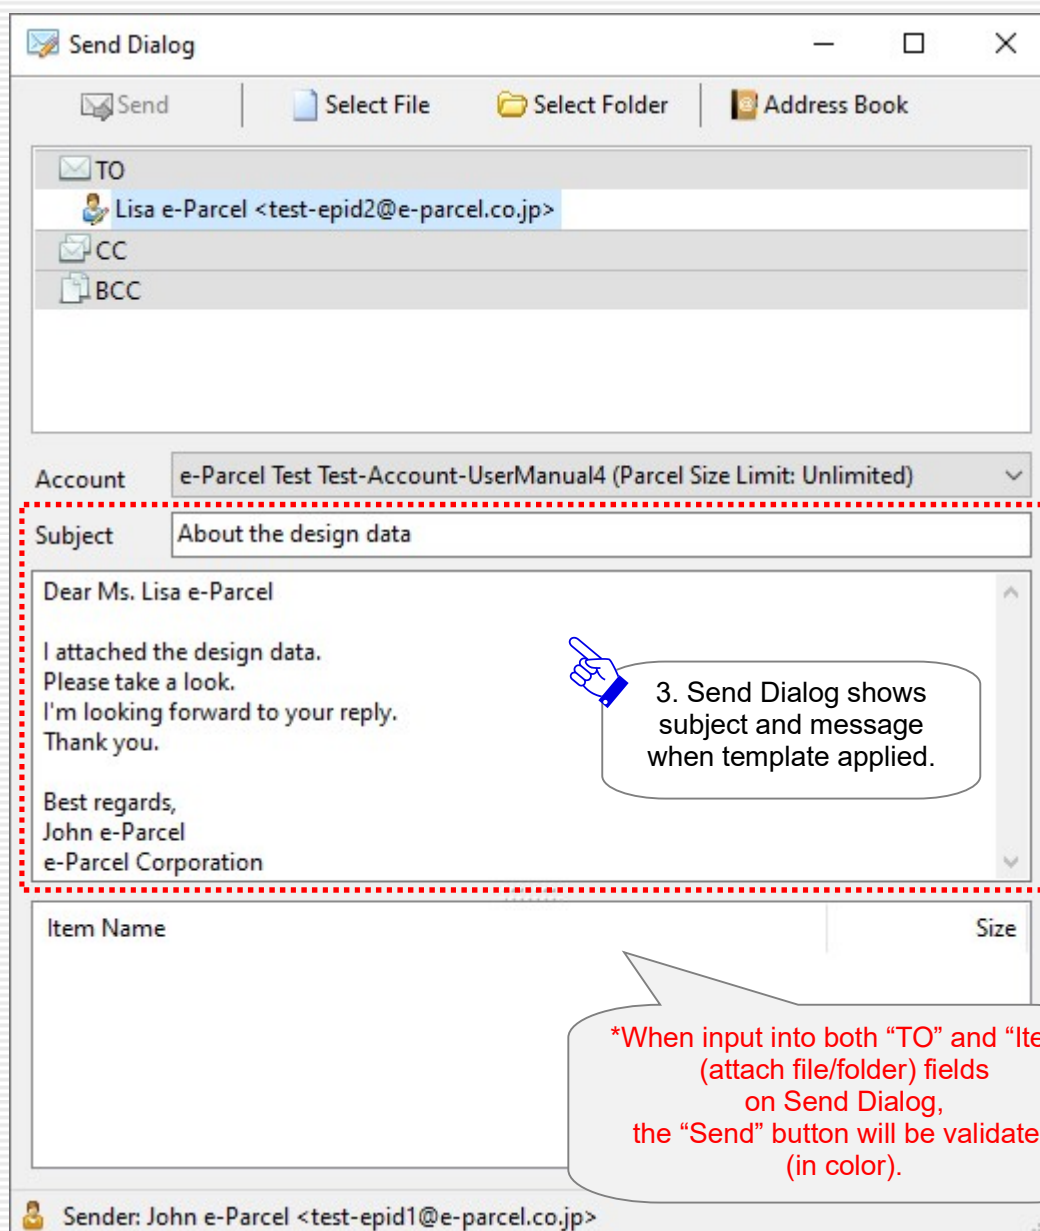 Send Dialog
Send Select File Select Folder Address Book
TO
Lisa e-Parcel <test-epid2@e-parcel.co.jp>
CC
BCC
Account e-Parcel Test Test-Account-UserManual4 (Parcel Size Limit: Unlimited)
Subject About the design data
Dear Ms. Lisa e-Parcel
I attached the design data.
Please take a look.
I'm looking forward to your reply.
Thank you.
Best regards,
John e-Parcel
e-Parcel Corporation
3. Send Dialog shows
subject and message
when template applied.
Item Name Size
*When input into both “TO” and “Ite
(attach file/folder) fields
on Send Dialog,
the “Send” button will be validate
(in color).
Sender: John e-Parcel <test-epid1@e-parcel.co.jp>